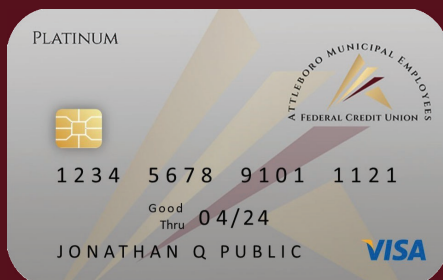 PLATINUM
ATTLEBORO MUNICIPAL EMPLOYEES
FEDERAL CREDIT UNION
1234 5678 9101 1121
Good Thru 04/24
JONATHAN Q PUBLIC
VISA